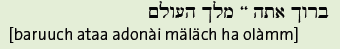 ברוך אתה ״ מלך העולם
[baruuch ataa adonài mäläch ha olàmm]